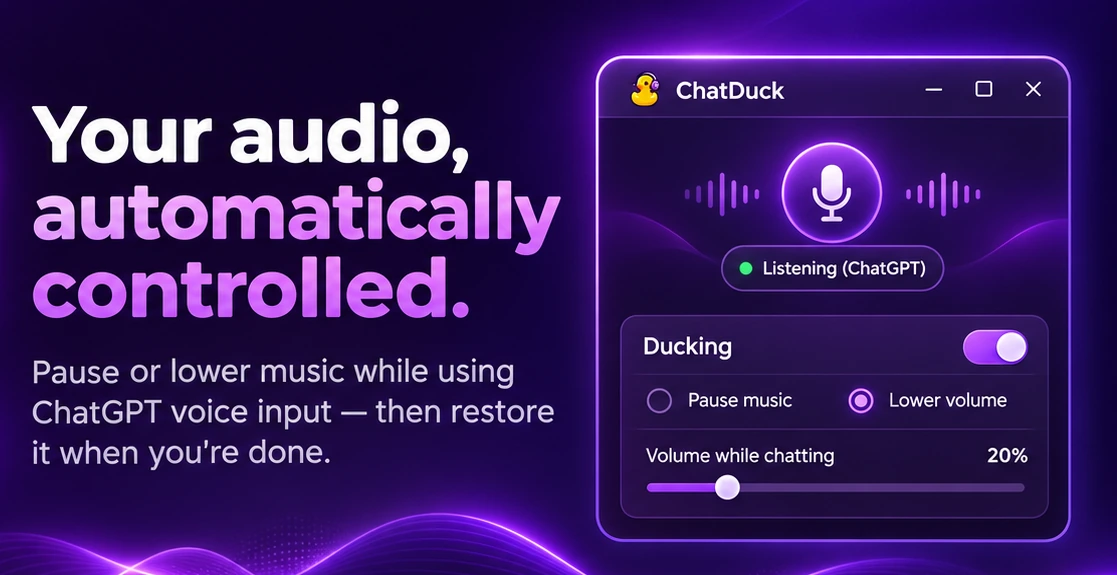 Your audio,
automatically
controlled.
Pause or lower music while using
ChatGPT voice input — then restore
it when you're done.
ChatDuck
Listening (ChatGPT)
Ducking
Pause music
Lower volume
Volume while chatting
20%